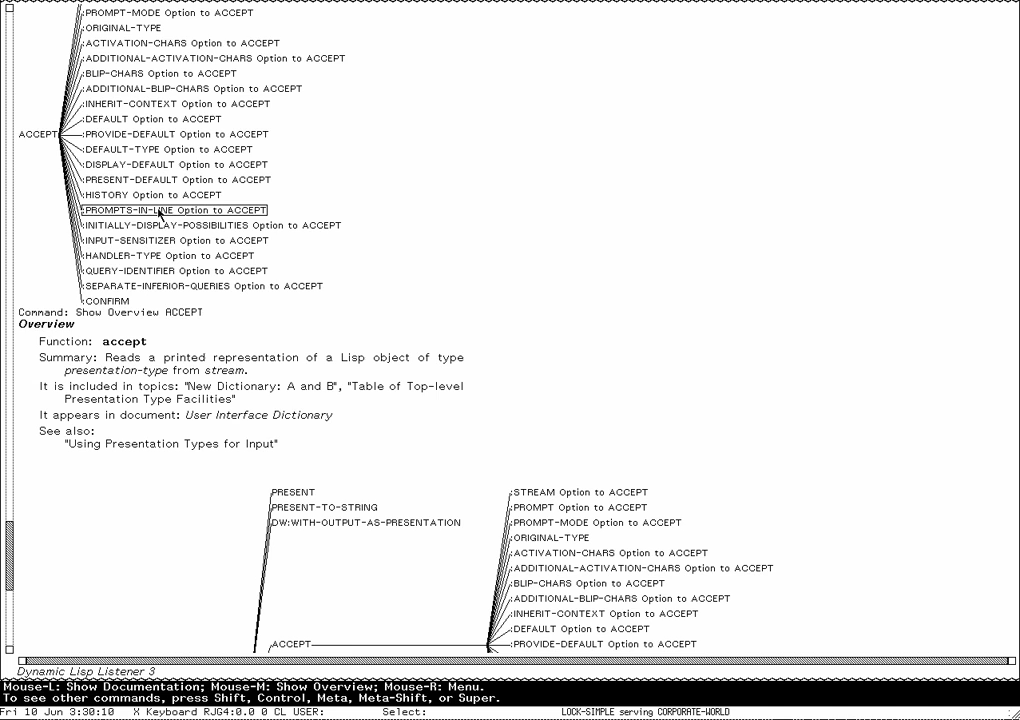 :PROMPT-MODE Option to ACCEPT
:ORIGINAL-TYPE
:ACTIVATION-CHARS Option to ACCEPT
:ADDITIONAL-ACTIVATION-CHARS Option to ACCEPT
:BLIP-CHARS Option to ACCEPT
:ADDITIONAL-BLIP-CHARS Option to ACCEPT
:INHERIT-CONTEXT Option to ACCEPT
:DEFAULT Option to ACCEPT
ACCEPT :PROVIDE-DEFAULT Option to ACCEPT
:DEFAULT-TYPE Option to ACCEPT
:DISPLAY-DEFAULT Option to ACCEPT
:PRESENT-DEFAULT Option to ACCEPT
:HISTORY Option to ACCEPT
:PROMPTS-IN-LINE Option to ACCEPT
:INITIALLY-DISPLAY-POSSIBILITIES Option to ACCEPT
:INPUT-SENSITIZER Option to ACCEPT
:HANDLER-TYPE Option to ACCEPT
:QUERY-IDENTIFIER Option to ACCEPT
:SEPARATE-INFERIOR-QUERIES Option to ACCEPT
:CONFIRM
Command: Show Overview ACCEPT
Overview
Function: accept
Summary: Reads a printed representation of a Lisp object of type
presentation-type from stream.
It is included in topics: "New Dictionary: A and B", "Table of Top-level
Presentation Type Facilities"
It appears in document: User Interface Dictionary
See also:
"Using Presentation Types for Input"
PRESENT :STREAM Option to ACCEPT
PRESENT-TO-STRING :PROMPT Option to ACCEPT
DW:WITH-OUTPUT-AS-PRESENTATION :PROMPT-MODE Option to ACCEPT
:ORIGINAL-TYPE
:ACTIVATION-CHARS Option to ACCEPT
:ADDITIONAL-ACTIVATION-CHARS Option to ACCEPT
:BLIP-CHARS Option to ACCEPT
:ADDITIONAL-BLIP-CHARS Option to ACCEPT
:INHERIT-CONTEXT Option to ACCEPT
:DEFAULT Option to ACCEPT
ACCEPT :PROVIDE-DEFAULT Option to ACCEPT
Dynamic Lisp Listener 3
Mouse-L: Show Documentation; Mouse-M: Show Overview; Mouse-R: Menu.
To see other commands, press Shift, Control, Meta, Meta-Shift, or Super.
Fri 10 Jun 3:30:10 X Keyboard RJG4:0.0 0 CL USER: Select: LOCK-SIMPLE serving CORPORATE-WORLD